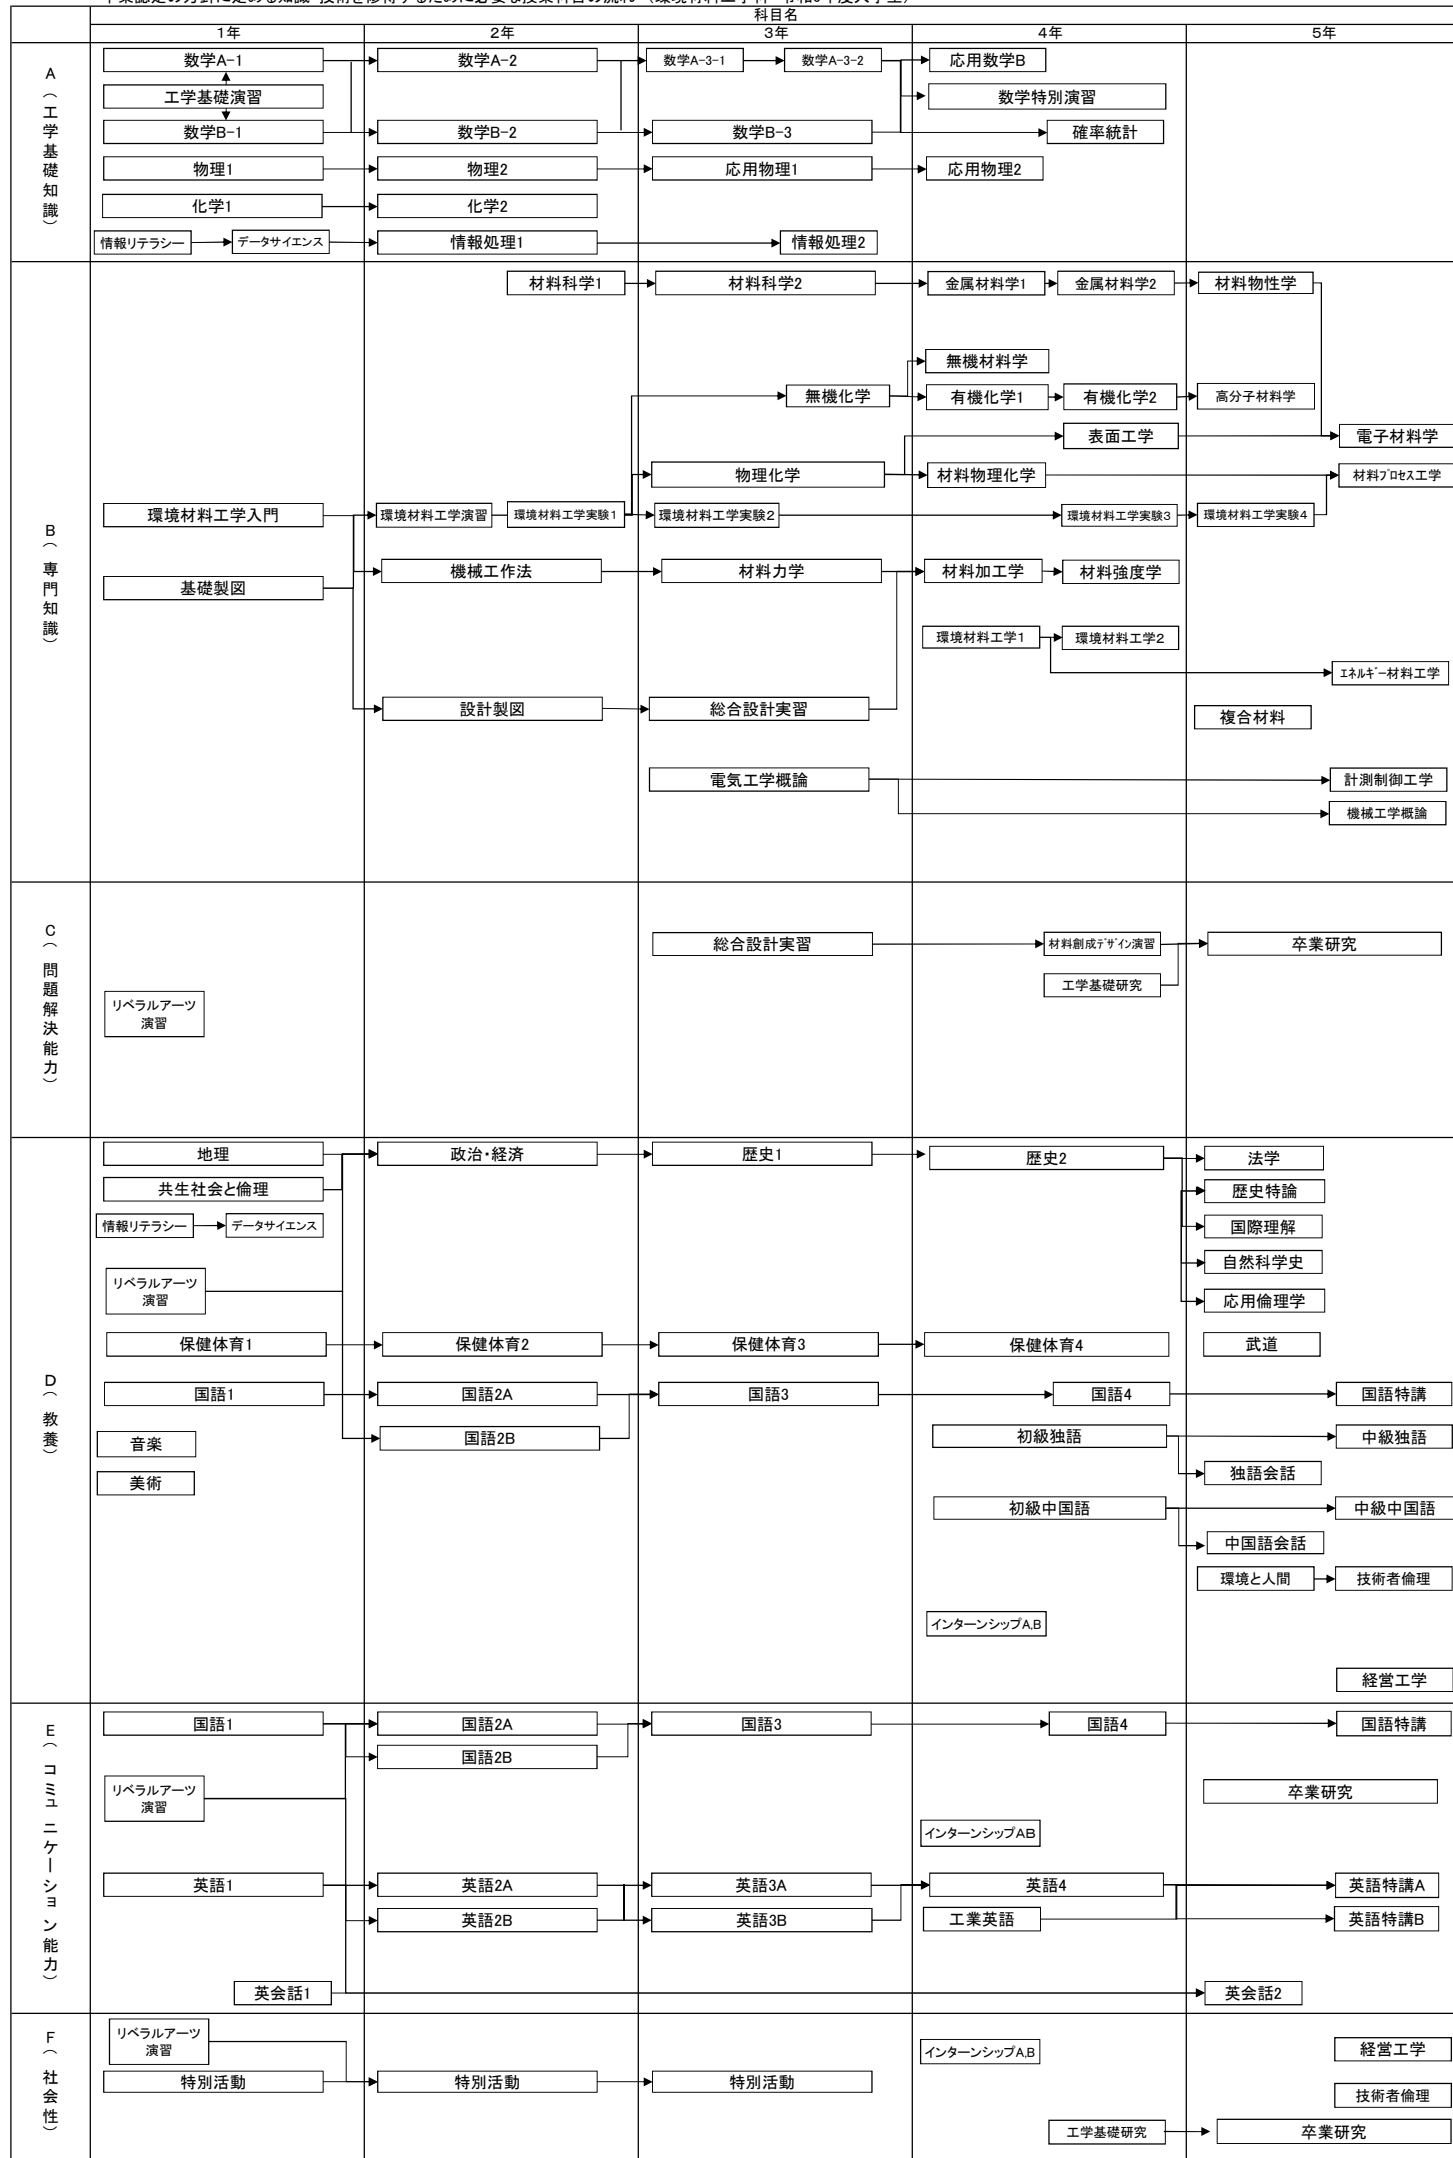 卒業認定の方針に定める知識・技術を修得するために必要な授業科目の流れ
科目名
1年 2年 3年 4年 5年
A(工学基礎知識)
数学A-1 数学A-2 数学A-3-1 数学A-3-2 応用数学B
工学基礎演習 数学特別演習
数学B-1 数学B-2 数学B-3 確率統計
物理1 物理2 応用物理1 応用物理2
化学1 化学2
情報リテラシー データサイエンス 情報処理1 情報処理2
B(専門知識)
材料科学1 材料科学2 金属材料学1 金属材料学2 材料物性学
無機材料学
無機化学 有機化学1 有機化学2 高分子材料学
表面工学 電子材料学
物理化学 材料物理化学 材料プロセス工学
環境材料工学入門 環境材料工学演習 環境材料工学実験1 環境材料工学実験2 環境材料工学実験3 環境材料工学実験4
機械工作法 材料力学 材料加工学 材料強度学
基礎製図
環境材料工学1 環境材料工学2
エネルギー材料工学
設計製図 総合設計実習 複合材料
電気工学概論 計測制御工学
機械工学概論
C(問題解決能力)
総合設計実習 材料創成デザイン演習 卒業研究
工学基礎研究
リベラルアーツ
演習
D(教養)
地理 政治・経済 歴史1 歴史2 法学
共生社会と倫理 歴史特論
情報リテラシー データサイエンス 国際理解
自然科学史
リベラルアーツ
演習
応用倫理学
保健体育1 保健体育2 保健体育3 保健体育4 武道
国語1 国語2A 国語3 国語4 国語特講
音楽 国語2B 初級独語 中級独語
美術 独語会話
初級中国語 中級中国語
中国語会話
環境と人間 技術者倫理
インターンシップA,B
経営工学
E(コミュニケーション能力)
国語1 国語2A 国語3 国語4 国語特講
国語2B
リベラルアーツ
演習
卒業研究
インターンシップAB
英語1 英語2A 英語3A 英語4 英語特講A
英語2B 英語3B 工業英語 英語特講B
英会話1 英会話2
F(社会性)
リベラルアーツ
演習
インターンシップA,B 経営工学
特別活動 特別活動 特別活動
技術者倫理
工学基礎研究 卒業研究